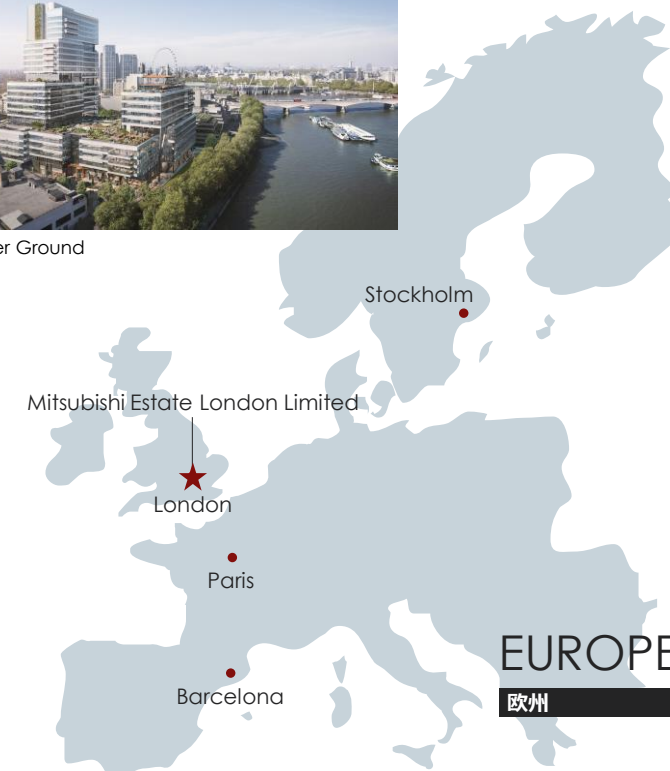 er Ground
Stockholm
Mitsubishi Estate London Limited
London
Paris
Barcelona
EUROPE
欧州